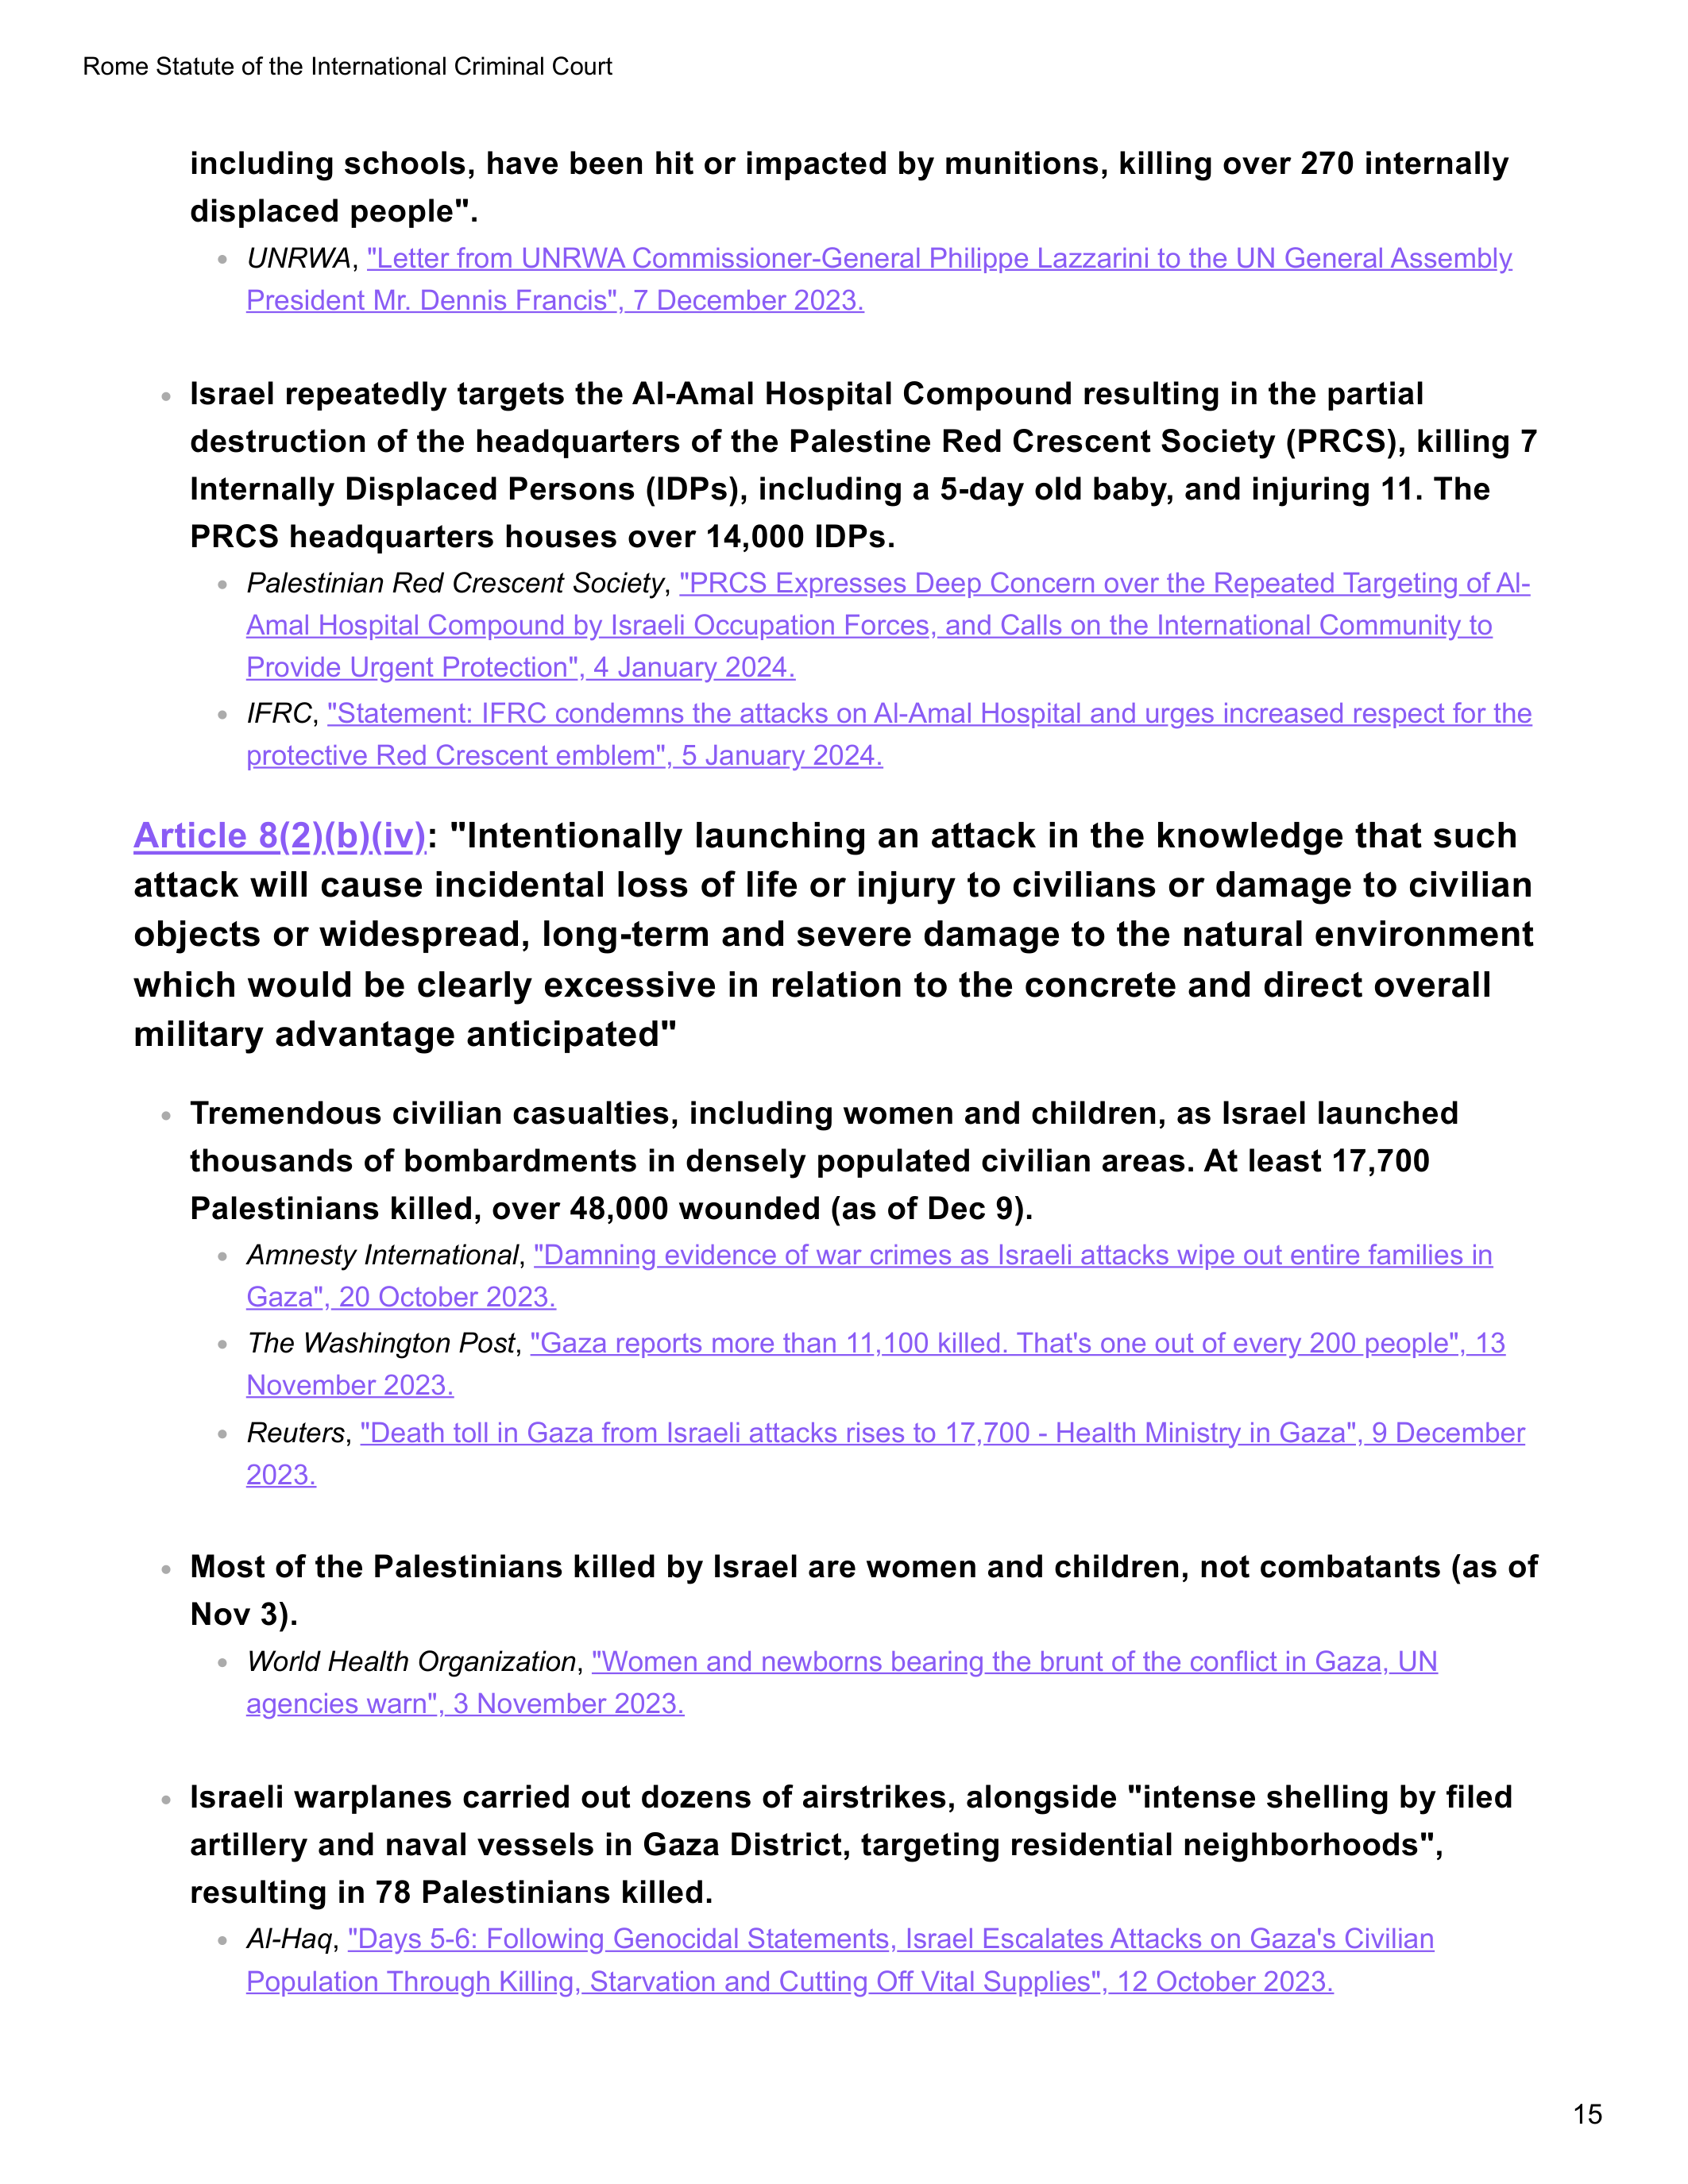 Rome Statute of the International Criminal Court
including schools, have been hit or impacted by munitions, killing over 270 internally
displaced people".
UNRWA, "Letter from UNRWA Commissioner-General Philippe Lazzarini to the UN General Assembly
President Mr. Dennis Francis", 7 December 2023.
Israel repeatedly targets the Al-Amal Hospital Compound resulting in the partial
destruction of the headquarters of the Palestine Red Crescent Society (PRCS), killing 7
Internally Displaced Persons (IDPs), including a 5-day old baby, and injuring 11. The
PRCS headquarters houses over 14,000 IDPs.
Palestinian Red Crescent Society, "PRCS Expresses Deep Concern over the Repeated Targeting of Al-
Amal Hospital Compound by Israeli Occupation Forces, and Calls on the International Community to
Provide Urgent Protection", 4 January 2024.
IFRC, "Statement: IFRC condemns the attacks on Al-Amal Hospital and urges increased respect for the
protective Red Crescent emblem", 5 January 2024.
Article 8(2)(b)(iv): "Intentionally launching an attack in the knowledge that such
attack will cause incidental loss of life or injury to civilians or damage to civilian
objects or widespread, long-term and severe damage to the natural environment
which would be clearly excessive in relation to the concrete and direct overall
military advantage anticipated"
Tremendous civilian casualties, including women and children, as Israel launched
thousands of bombardments in densely populated civilian areas. At least 17,700
Palestinians killed, over 48,000 wounded (as of Dec 9).
Amnesty International, "Damning evidence of war crimes as Israeli attacks wipe out entire families in
Gaza", 20 October 2023.
The Washington Post, "Gaza reports more than 11,100 killed. That's one out of every 200 people", 13
November 2023.
Reuters, "Death toll in Gaza from Israeli attacks rises to 17,700 - Health Ministry in Gaza", 9 December
2023.
Most of the Palestinians killed by Israel are women and children, not combatants (as of
Nov 3).
World Health Organization, "Women and newborns bearing the brunt of the conflict in Gaza, UN
agencies warn", 3 November 2023.
Israeli warplanes carried out dozens of airstrikes, alongside "intense shelling by filed
artillery and naval vessels in Gaza District, targeting residential neighborhoods",
resulting in 78 Palestinians killed.
Al-Haq, "Days 5-6: Following Genocidal Statements, Israel Escalates Attacks on Gaza's Civilian
Population Through Killing, Starvation and Cutting Off Vital Supplies", 12 October 2023.
15